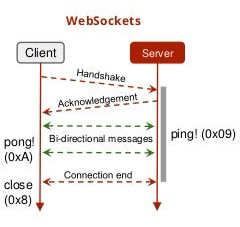 WebSockets
Client
Server
Handshake
Acknowledgement
ping! (0x09)
pong!
(0xA)
Bi-directional messages
close
(0x8)
Connection end